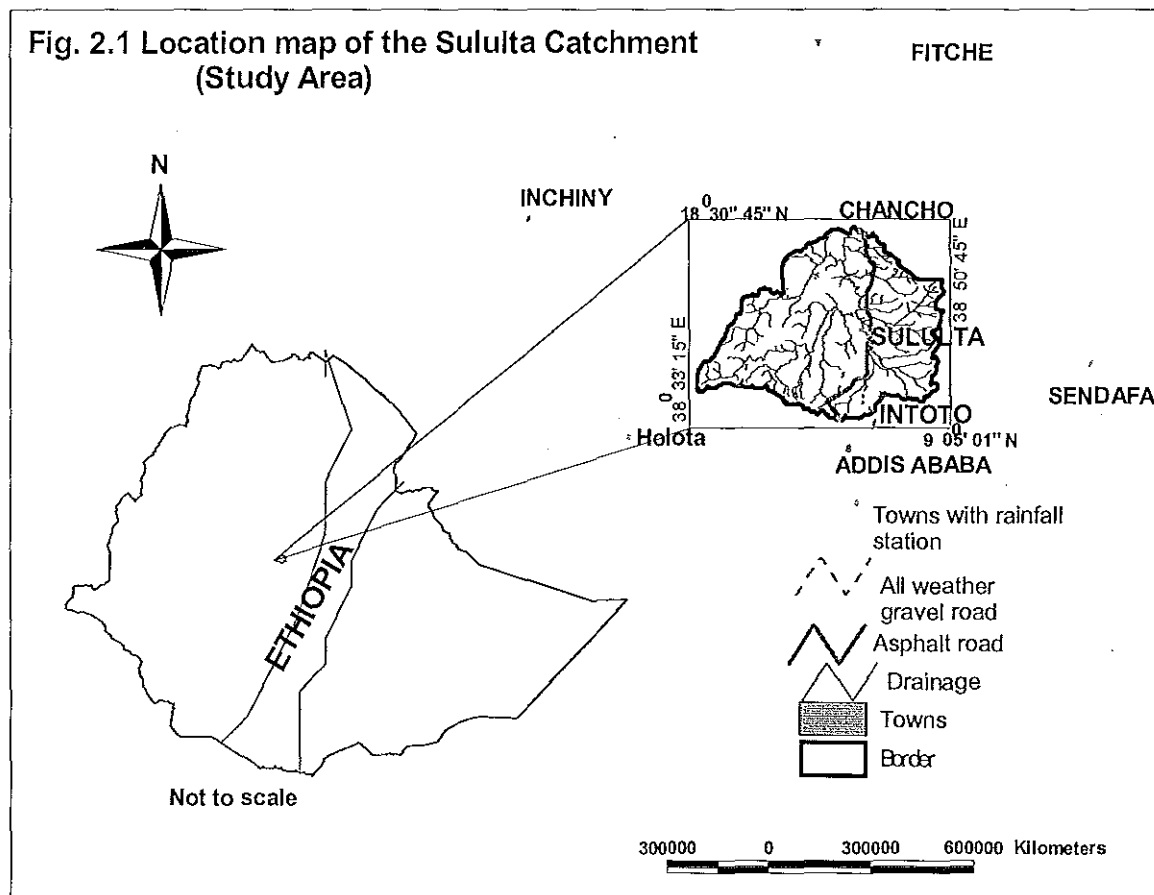 Fig. 2.1 Location map of the Sululta Catchment
(Study Area)
FITCHE
N
INCHINY
18 0 30" 45" N
CHANCHO
38 50' 45" E
38 0 33' 15" E
SULULTA
SENDAFA
INTOTO
Holota
9 0 05' 01" N
ADDIS ABABA
ETHIOPIA
Towns with rainfall
station
All weather
gravel road
Asphalt road
Drainage
Towns
Border
Not to scale
300000 0 300000 600000 Kilometers